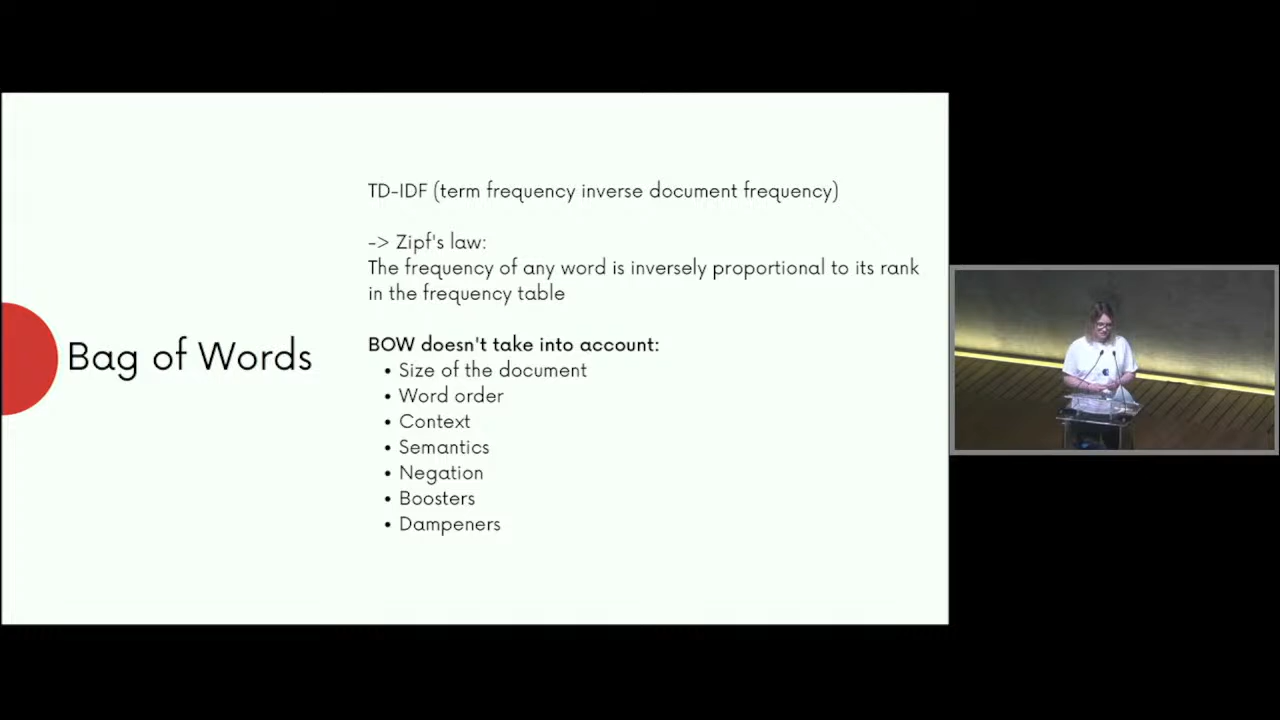 Bag of Words
TD-IDF (term frequency inverse document frequency)
-> Zipf's law:
The frequency of any word is inversely proportional to its rank
in the frequency table
BOW doesn't take into account:
• Size of the document
• Word order
• Context
• Semantics
• Negation
• Boosters
• Dampeners